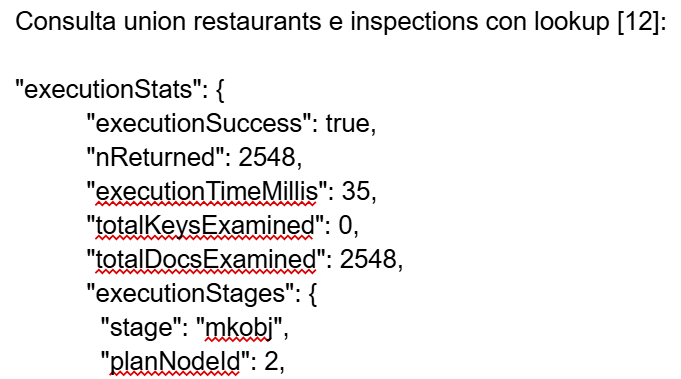 Consulta union restaurants e inspections con lookup [12]:
"executionStats": {
"executionSuccess": true,
"nReturned": 2548,
"executionTimeMillis": 35,
"totalKeysExamined": 0,
"totalDocsExamined": 2548,
"executionStages": {
"stage": "mkobj",
"planNodeId": 2,